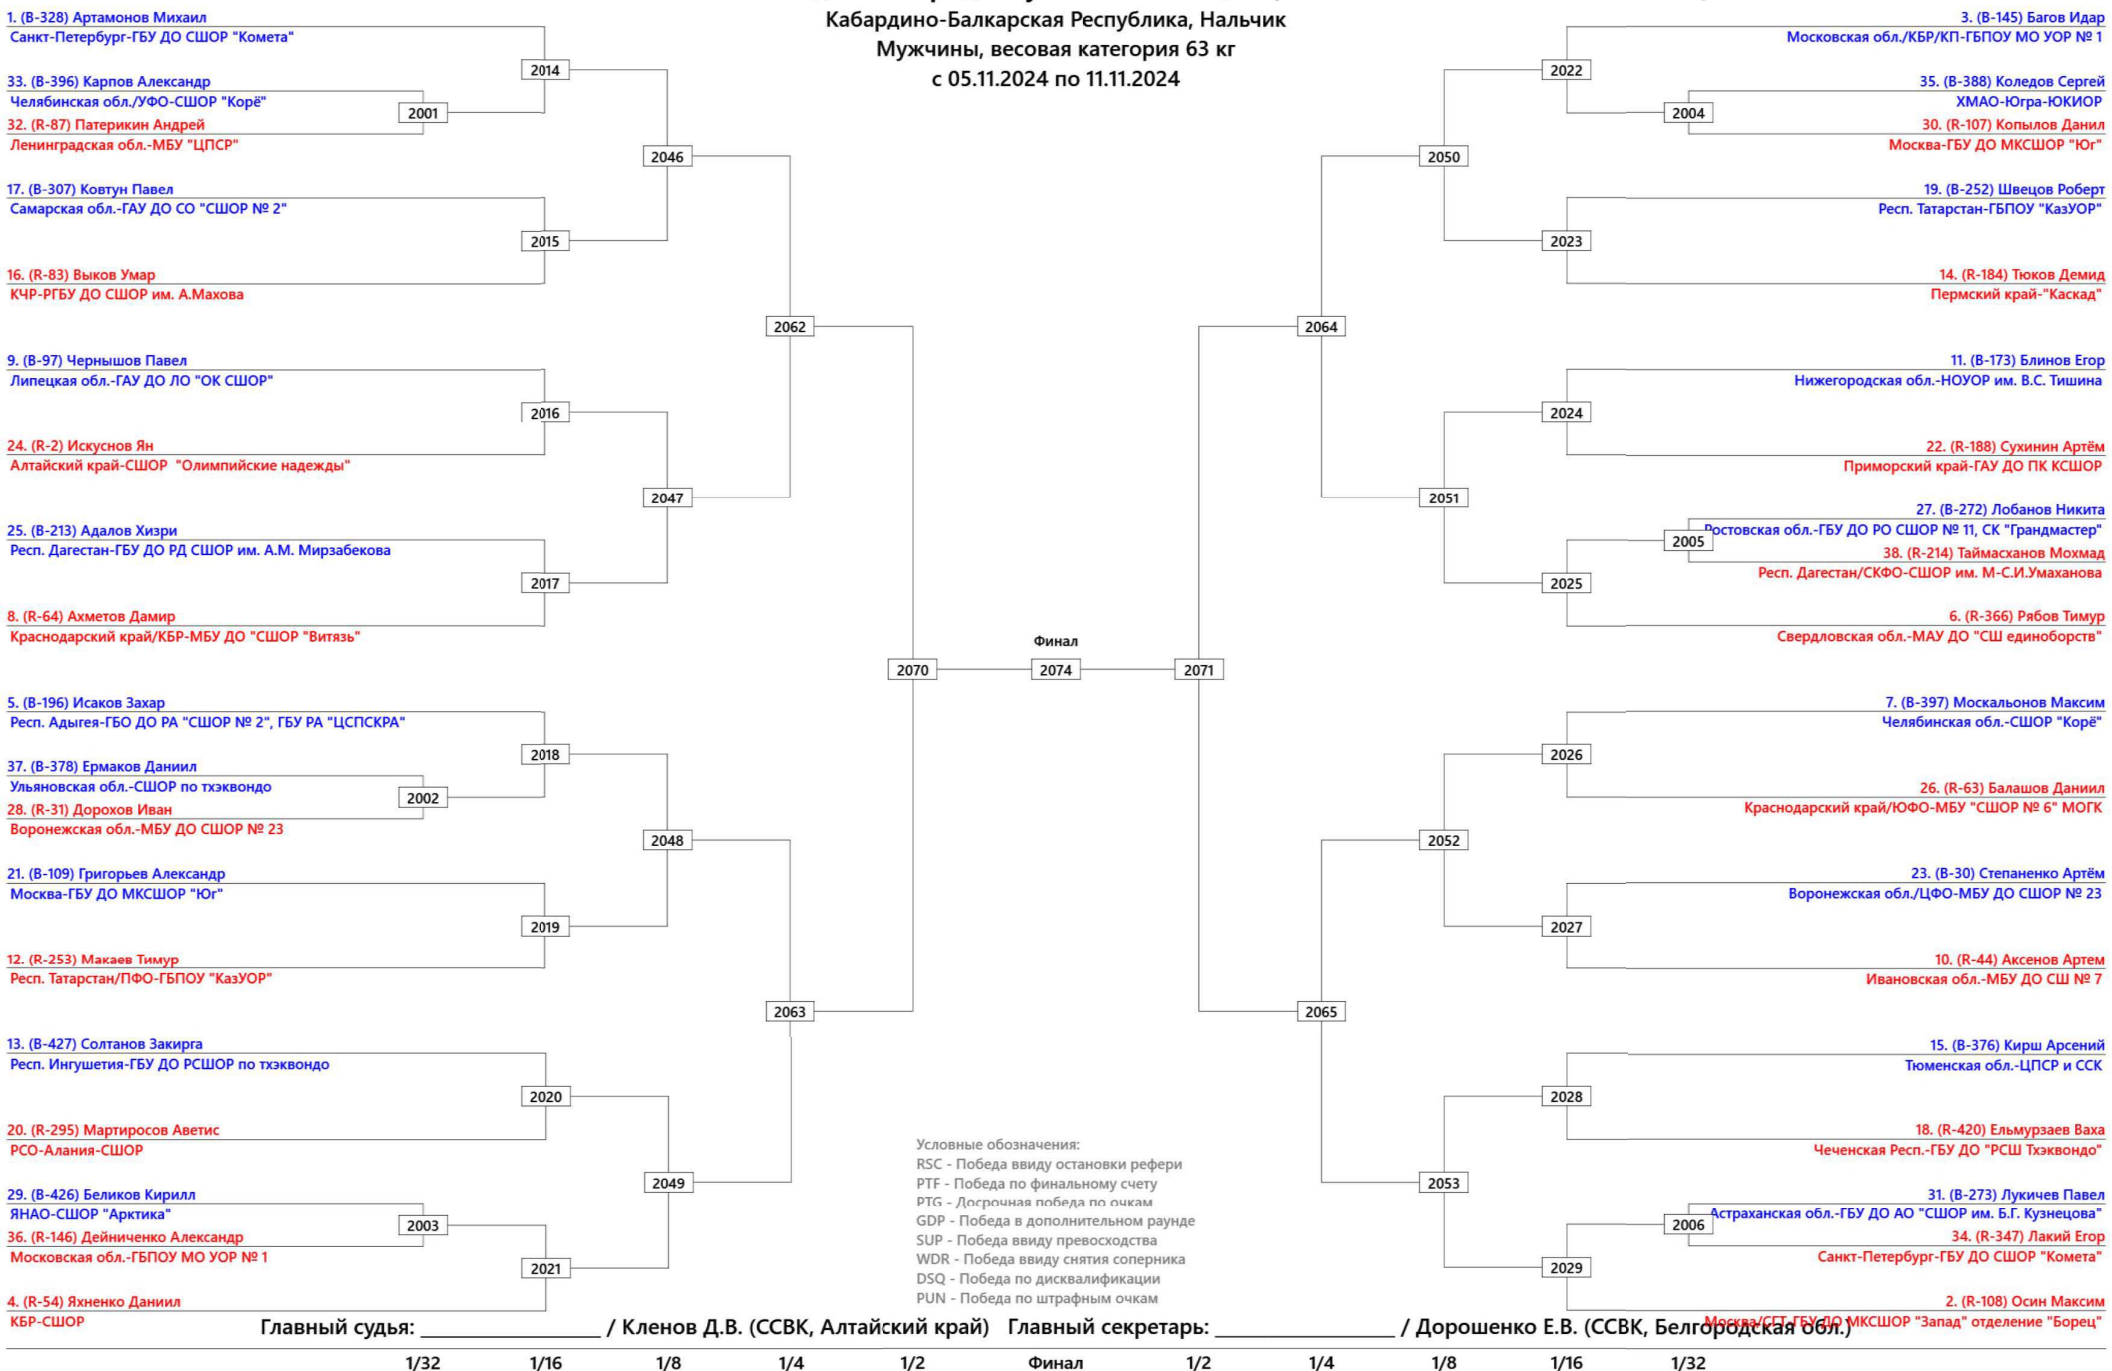 Кабардино-Балкарская Республика, Нальчик
Мужчины, весовая категория 63 кг
с 05.11.2024 по 11.11.2024
1. (B-328) Артамонов Михаил
Санкт-Петербург-ГБУ ДО СШОР "Комета"
2014
33. (B-396) Карпов Александр
Челябинская обл./УФО-СШОР "Корё"
2001
32. (R-87) Патерикин Андрей
Ленинградская обл.-МБУ "ЦПСР"
2046
17. (B-307) Ковтун Павел
Самарская обл.-ГАУ ДО СО "СШОР № 2"
2015
16. (R-83) Выков Умар
КЧР-РГБУ ДО СШОР им. А.Махова
2062
9. (B-97) Чернышов Павел
Липецкая обл.-ГАУ ДО ЛО "ОК СШОР"
2016
24. (R-2) Искуснов Ян
Алтайский край-СШОР  "Олимпийские надежды"
2047
25. (B-213) Адалов Хизри
Респ. Дагестан-ГБУ ДО РД СШОР им. А.М. Мирзабекова
2017
8. (R-64) Ахметов Дамир
Краснодарский край/КБР-МБУ ДО "СШОР "Витязь"
2070
5. (B-196) Исаков Захар
Респ. Адыгея-ГБО ДО РА "СШОР № 2", ГБУ РА "ЦСПСКРА"
2018
37. (B-378) Ермаков Даниил
Ульяновская обл.-СШОР по тхэквондо
2002
28. (R-31) Дорохов Иван
Воронежская обл.-МБУ ДО СШОР № 23
2048
21. (B-109) Григорьев Александр
Москва-ГБУ ДО МКСШОР "Юг"
2019
12. (R-253) Макаев Тимур
Респ. Татарстан/ПФО-ГБПОУ "КазУОР"
2063
13. (B-427) Солтанов Закирга
Респ. Ингушетия-ГБУ ДО РСШОР по тхэквондо
2020
20. (R-295) Мартиросов Аветис
РСО-Алания-СШОР
2049
29. (B-426) Беликов Кирилл
ЯНАО-СШОР "Арктика"
2003
36. (R-146) Дейниченко Александр
Московская обл.-ГБПОУ МО УОР № 1
2021
4. (R-54) Яхненко Даниил
КБР-СШОР
Финал
2074
3. (B-145) Багов Идар
Московская обл./КБР/КП-ГБПОУ МО УОР № 1
2022
35. (B-388) Коледов Сергей
ХМАО-Югра-ЮКИОР
2004
30. (R-107) Копылов Данил
Москва-ГБУ ДО МКСШОР "Юг"
2050
19. (B-252) Швецов Роберт
Респ. Татарстан-ГБПОУ "КазУОР"
2023
14. (R-184) Тюков Демид
Пермский край-"Каскад"
2064
11. (B-173) Блинов Егор
Нижегородская обл.-НОУОР им. В.С. Тишина
2024
22. (R-188) Сухинин Артём
Приморский край-ГАУ ДО ПК КСШОР
2051
27. (B-272) Лобанов Никита
Ростовская обл.-ГБУ ДО РО СШОР № 11, СК "Грандмастер"
2005
38. (R-214) Таймасханов Мохмад
Респ. Дагестан/СКФО-СШОР им. М-С.И.Умаханова
2025
6. (R-366) Рябов Тимур
Свердловская обл.-МАУ ДО "СШ единоборств"
2071
7. (B-397) Москальонов Максим
Челябинская обл.-СШОР "Корё"
2026
26. (R-63) Балашов Даниил
Краснодарский край/ЮФО-МБУ "СШОР № 6" МОГК
2052
23. (B-30) Степаненко Артём
Воронежская обл./ЦФО-МБУ ДО СШОР № 23
2027
10. (R-44) Аксенов Артем
Ивановская обл.-МБУ ДО СШ № 7
2065
15. (B-376) Кирш Арсений
Тюменская обл.-ЦПСР и ССК
2028
18. (R-420) Ельмурзаев Ваха
Чеченская Респ.-ГБУ ДО "РСШ Тхэквондо"
2053
31. (B-273) Лукичев Павел
Астраханская обл.-ГБУ ДО АО "СШОР им. Б.Г. Кузнецова"
2006
34. (R-347) Лакий Егор
Санкт-Петербург-ГБУ ДО СШОР "Комета"
2029
2. (R-108) Осин Максим
Москва/СГТ-ГБУ ДО МКСШОР "Запад" отделение "Борец"
Условные обозначения:
RSC - Победа ввиду остановки рефери
PTF - Победа по финальному счету
PTG - Досрочная победа по очкам
GDP - Победа в дополнительном раунде
SUP - Победа ввиду превосходства
WDR - Победа ввиду снятия соперника
DSQ - Победа по дисквалификации
PUN - Победа по штрафным очкам
Главный судья: ________________ / Кленов Д.В. (ССВК, Алтайский край) Главный секретарь: ________________ / Дорошенко Е.В. (ССВК, Белгородская обл.)
1/32 1/16 1/8 1/4 1/2 Финал 1/2 1/4 1/8 1/16 1/32